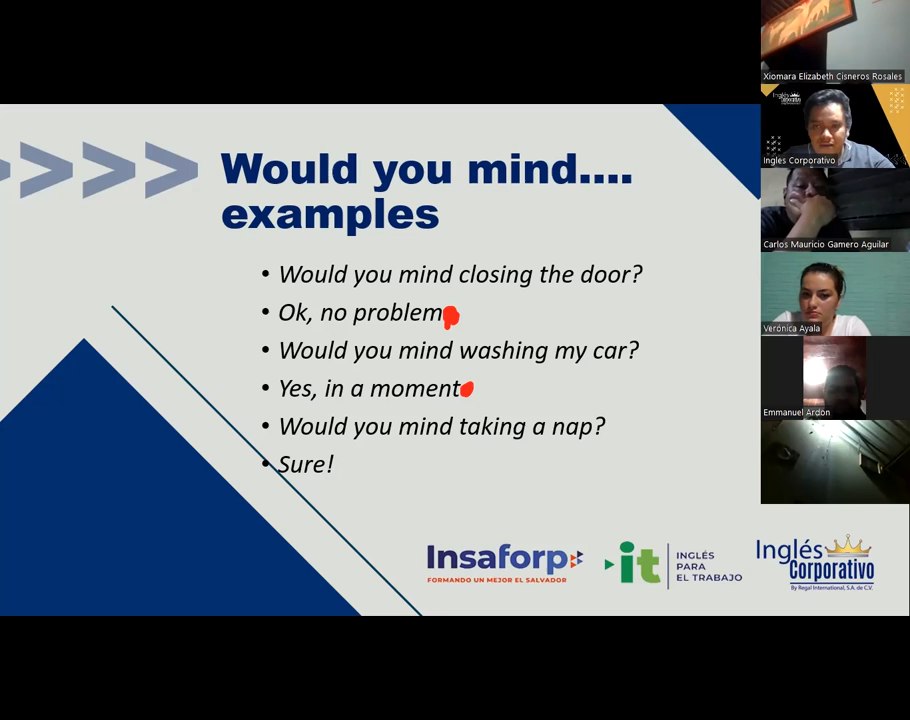 >>>>
Would you mind....
examples
• Would you mind closing the door?
• Ok, no problem
• Would you mind washing my car?
• Yes, in a moment
• Would you mind taking a nap?
• Sure!
Insaforp
FORMANDO UN MEJOR EL SALVADOR
it
INGLÉS
PARA
EL TRABAJO
Inglés
Corporativo
By Regal International, S.A. de C.V.
Xiomara Elizabeth Cisneros Rosales
Inglés
Corporativo
Ingles Corporativo
Carlos Mauricio Gamero Aguilar
Verónica Ayala
Emmanuel Ardon